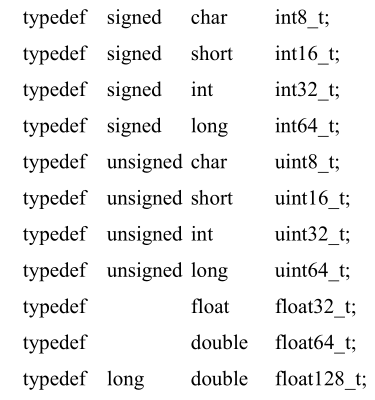 typedef signed char int8_t;
typedef signed short int16_t;
typedef signed int int32_t;
typedef signed long int64_t;
typedef unsigned char uint8_t;
typedef unsigned short uint16_t;
typedef unsigned int uint32_t;
typedef unsigned long uint64_t;
typedef float float32_t;
typedef double float64_t;
typedef long double float128_t;